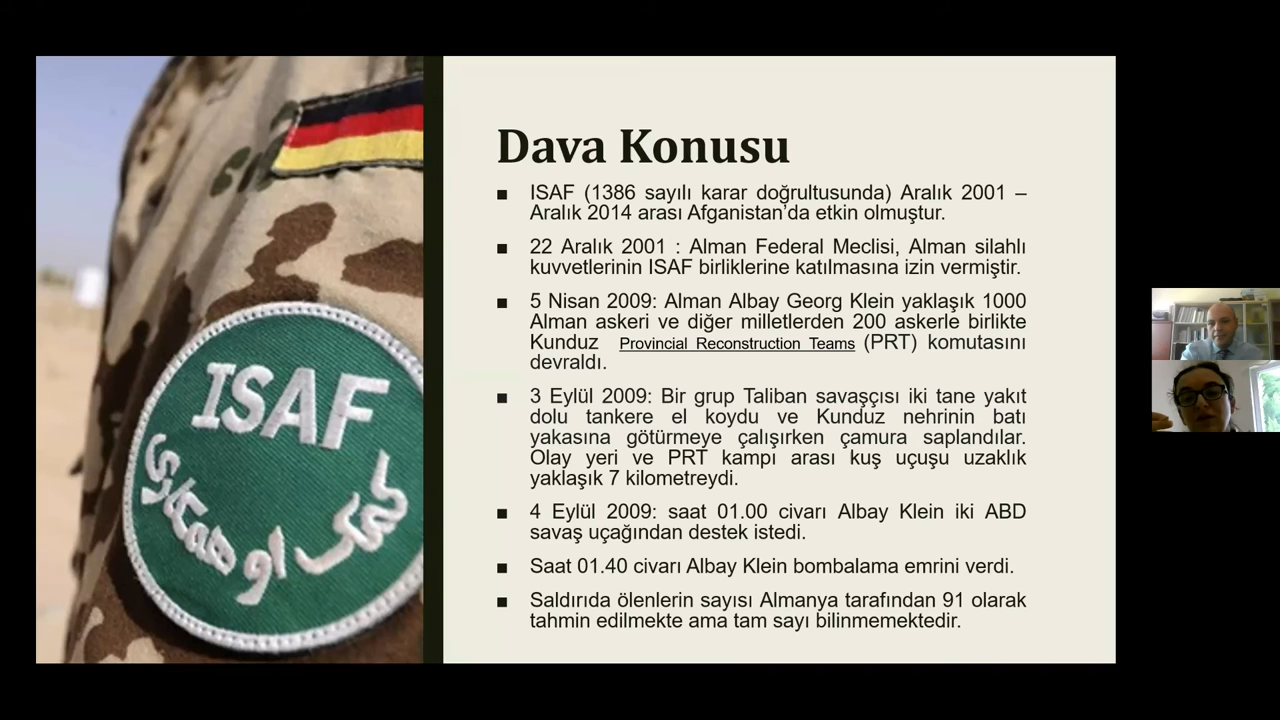 ISAF
کمک او همکاري
Dava Konusu
▪ ISAF (1386 sayılı karar doğrultusunda) Aralık 2001 –
Aralık 2014 arası Afganistan’da etkin olmuştur.
▪ 22 Aralık 2001 : Alman Federal Meclisi, Alman silahlı
kuvvetlerinin ISAF birliklerine katılmasına izin vermiştir.
▪ 5 Nisan 2009: Alman Albay Georg Klein yaklaşık 1000
Alman askeri ve diğer milletlerden 200 askerle birlikte
Kunduz Provincial Reconstruction Teams (PRT) komutasını
devraldı.
▪ 3 Eylül 2009: Bir grup Taliban savaşçısı iki tane yakıt
dolu tankere el koydu ve Kunduz nehrinin batı
yakasına götürmeye çalışırken çamura saplandılar.
Olay yeri ve PRT kampı arası kuş uçuşu uzaklık
yaklaşık 7 kilometreydi.
▪ 4 Eylül 2009: saat 01.00 civarı Albay Klein iki ABD
savaş uçağından destek istedi.
▪ Saat 01.40 civarı Albay Klein bombalama emrini verdi.
▪ Saldırıda ölenlerin sayısı Almanya tarafından 91 olarak
tahmin edilmekte ama tam sayı bilinmemektedir.